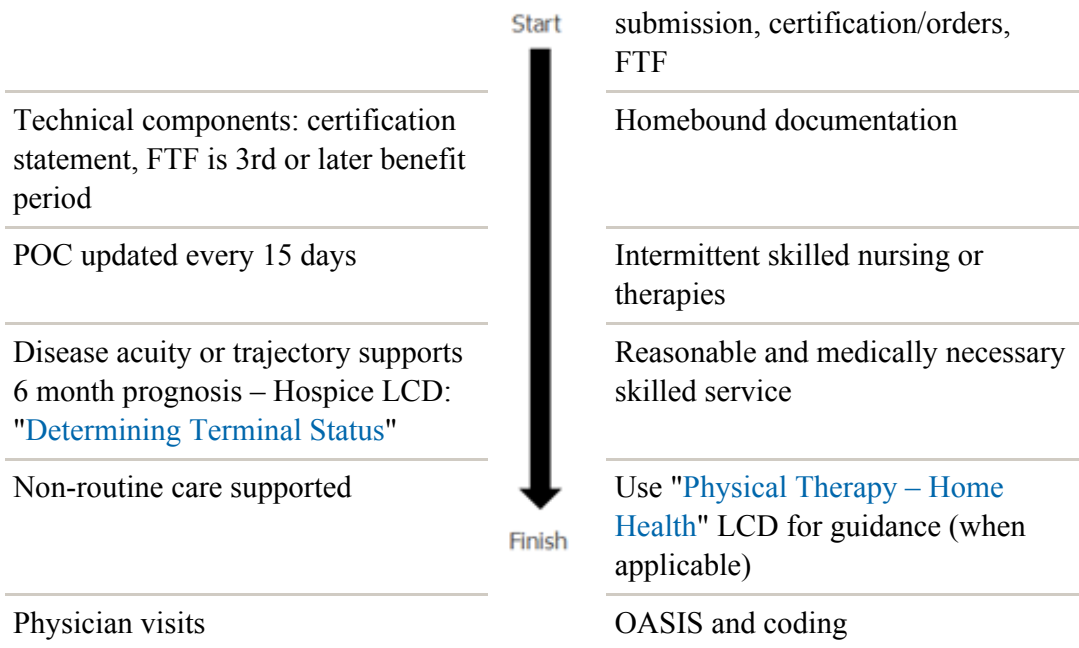 Start
submission, certification/orders,
FTF
Technical components: certification
statement, FTF is 3rd or later benefit
period
Homebound documentation
POC updated every 15 days
Intermittent skilled nursing or
therapies
Disease acuity or trajectory supports
6 month prognosis – Hospice LCD:
"Determining Terminal Status"
Reasonable and medically necessary
skilled service
Non-routine care supported
Use "Physical Therapy – Home
Health" LCD for guidance (when
applicable)
Finish
Physician visits
OASIS and coding